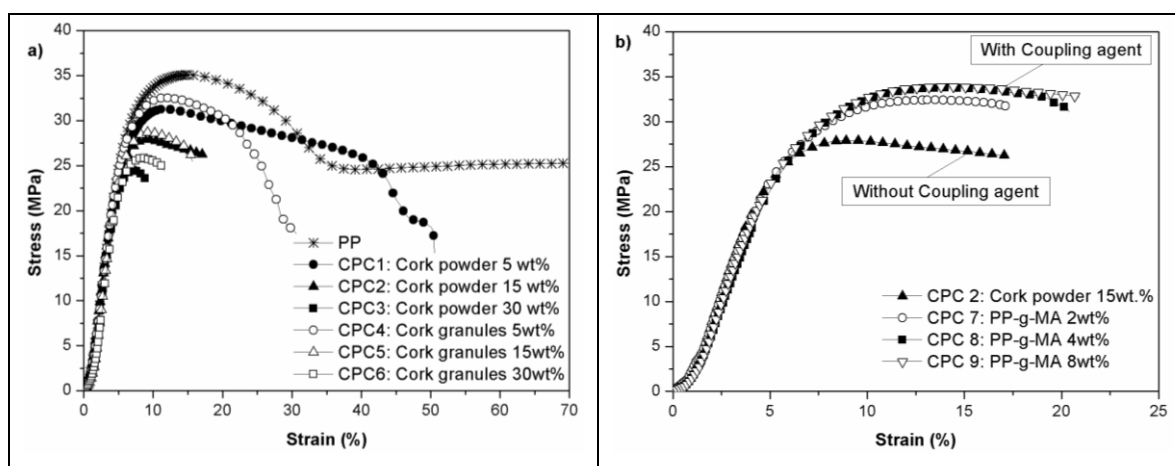 a)
40
35
30
25
20
15
10
5
0
Stress (MPa)
0 10 20 30 40 50 60 70
Strain (%)
PP
CPC1: Cork powder 5 wt%
CPC2: Cork powder 15 wt%
CPC3: Cork powder 30 wt%
CPC4: Cork granules 5wt%
CPC5: Cork granules 15wt%
CPC6: Cork granules 30wt%
b)
40
35
30
25
20
15
10
5
0
Stress (MPa)
0 5 10 15 20 25
Strain (%)
With Coupling agent
Without Coupling agent
CPC 2: Cork powder 15wt.%
CPC 7: PP-g-MA 2wt%
CPC 8: PP-g-MA 4wt%
CPC 9: PP-g-MA 8wt%